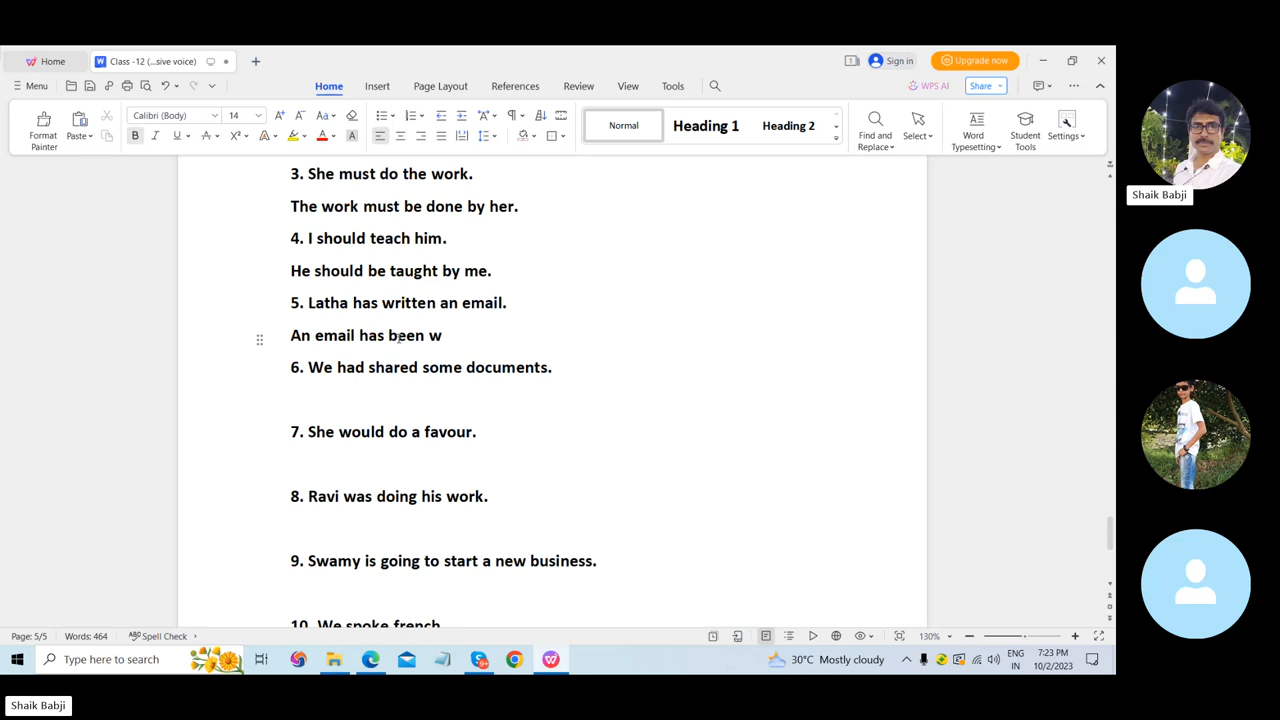 Home
Class -12 (...sive voice)
Sign in
Upgrade now
Menu
Home
Insert
Page Layout
References
Review
View
Tools
WPS AI
Share
Format Painter
Paste
Calibri (Body)
14
Normal
Heading 1
Heading 2
Find and Replace
Select
Word Typesetting
Student Tools
Settings
Shaik Babji
3. She must do the work.
The work must be done by her.
4. I should teach him.
He should be taught by me.
5. Latha has written an email.
An email has been w
6. We had shared some documents.
7. She would do a favour.
8. Ravi was doing his work.
9. Swamy is going to start a new business.
10. We spoke french
Page: 5/5
Words: 464
Spell Check
130%
Type here to search
30°C Mostly cloudy
ENG
IN
7:23 PM
10/2/2023
Shaik Babji